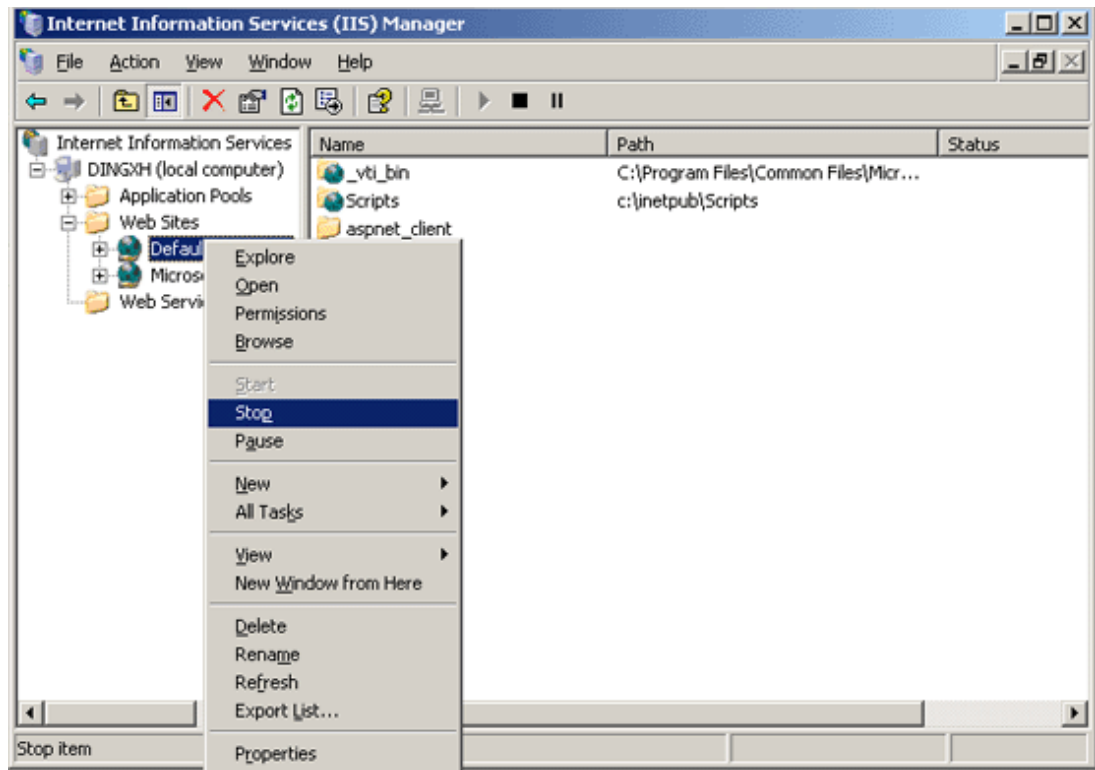 Internet Information Services (IIS) Manager
File Action View Window Help
Internet Information Services
DINGXH (local computer)
Application Pools
Web Sites
Defaul
Micros
Web Servi
Name Path Status
_vti_bin C:\Program Files\Common Files\Micr...
Scripts c:\inetpub\Scripts
aspnet_client
Explore
Open
Permissions
Browse
Start
Stop
Pause
New
All Tasks
View
New Window from Here
Delete
Rename
Refresh
Export List...
Properties
Stop item